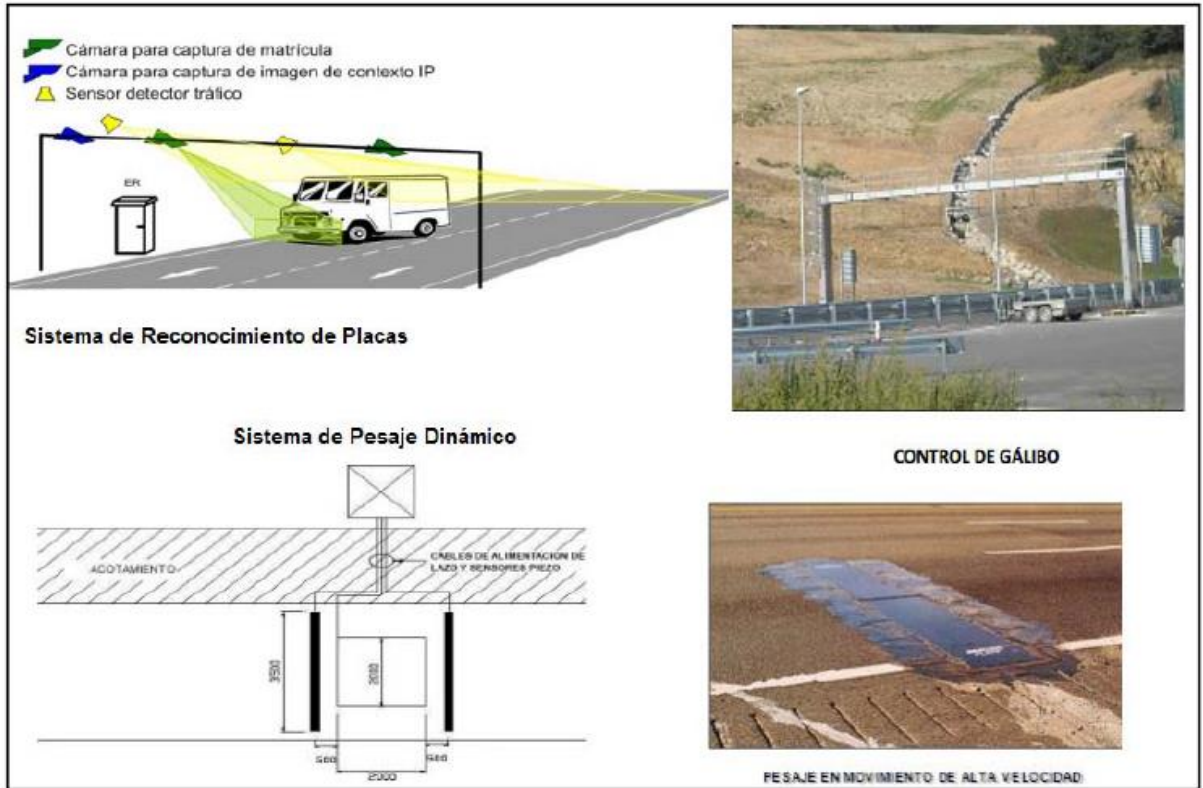 Cámara para captura de matrícula
Cámara para captura de imagen de contexto IP
Sensor detector tráfico
ER
Sistema de Reconocimiento de Placas
CONTROL DE GÁLIBO
Sistema de Pesaje Dinámico
ACOTAMIENTO
CABLES DE ALIMENTACION DE
LAZO Y SENSORES PIEZO
3500
2000
500
500
2000
PESAJE EN MOVIMIENTO DE ALTA VELOCIDAD